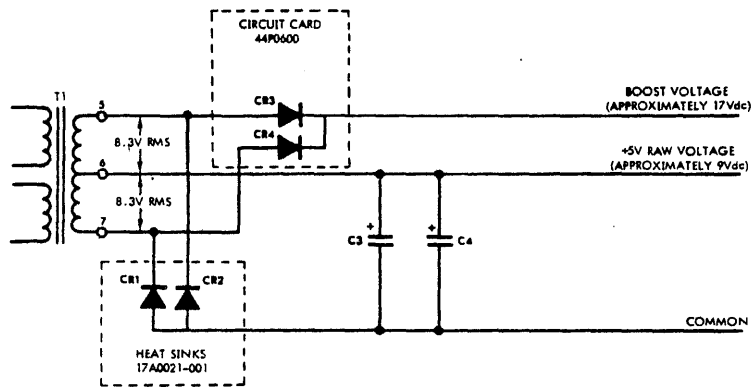 CIRCUIT CARD
44P0600
T1
5
CR3
BOOST VOLTAGE
(APPROXIMATELY 17Vdc)
8.3V RMS
CR4
+5V RAW VOLTAGE
(APPROXIMATELY 9Vdc)
6
8.3V RMS
7
+
C3
+
C4
CR1
CR2
COMMON
HEAT SINKS
17A0021-001